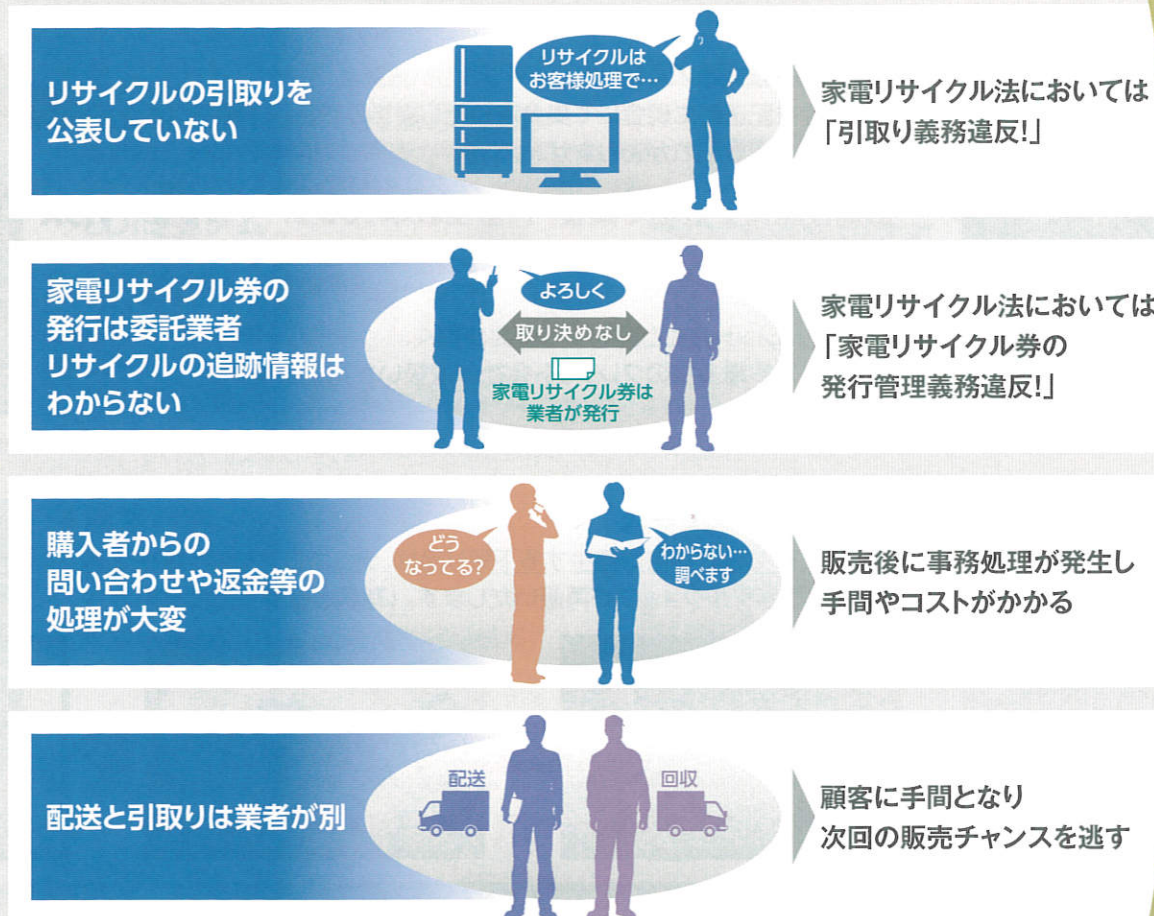 リサイクルの引取りを
公表していない
リサイクルは
お客様処理で…
家電リサイクル法においては
「引取り義務違反!」
家電リサイクル券の
発行は委託業者
リサイクルの追跡情報は
わからない
よろしく
取り決めなし
家電リサイクル券は
業者が発行
家電リサイクル法においては
「家電リサイクル券の
発行管理義務違反!」
購入者からの
問い合わせや返金等の
処理が大変
どう
なってる?
わからない…
調べます
販売後に事務処理が発生し
手間やコストがかかる
配送と引取りは業者が別
配送
回収
顧客に手間となり
次回の販売チャンスを逃す